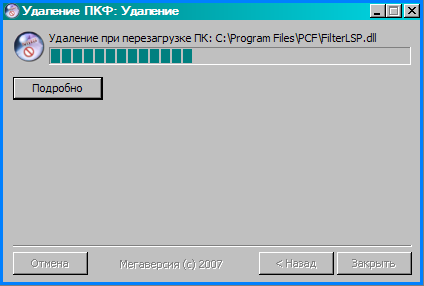 Удаление ПКФ: Удаление
Удаление при перезагрузке ПК: C:\Program Files\PCF\FilterLSP.dll
Подробно
Отмена
Мегаверсия (c) 2007
< Назад
Закрыть